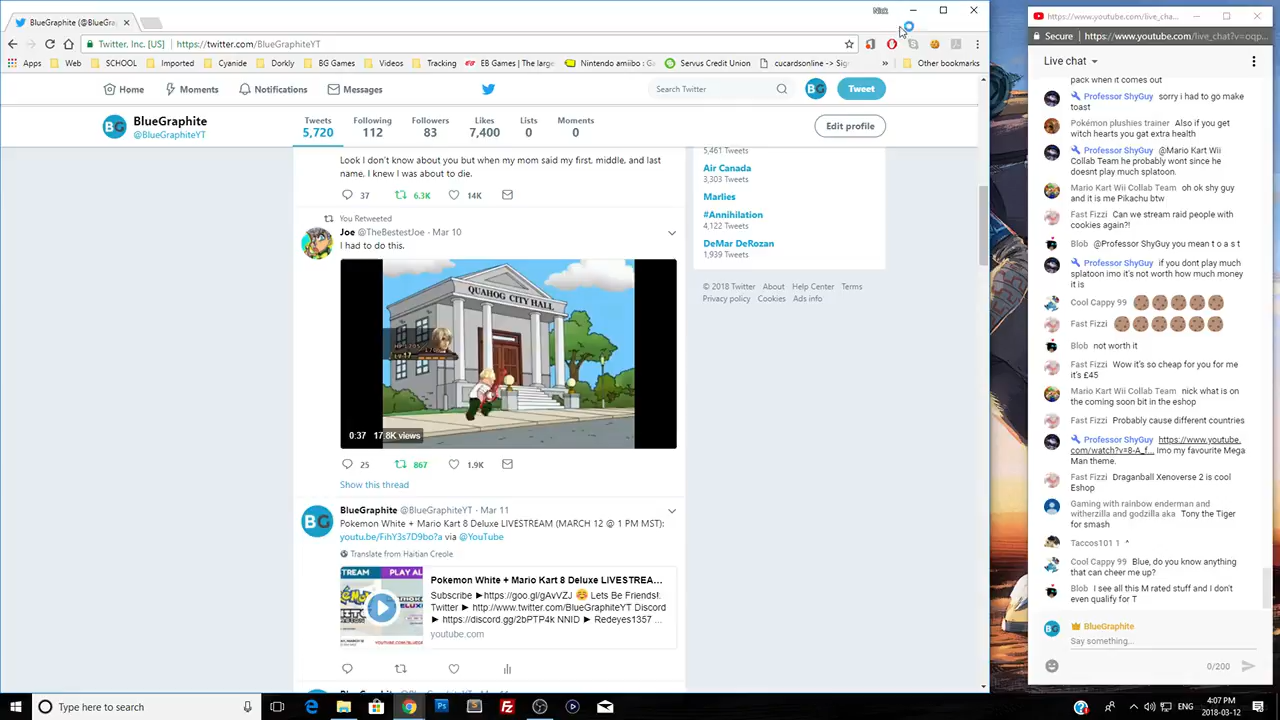 BlueGraphite (@BlueGra
Nick
https://www.youtube.com/live_cha...
Twitter, Inc. [US]
https://twitter.com/BlueGraphiteYT
Secure
https://www.youtube.com/live_chat?v=oqp...
Apps
Web
SCHOOL
Imported
Cyanide
Dorkly
BG Games
Videos
Tracking
EB Games | The large
Nintendo amiibo : Ga
Servus Credit Union
cucardsonline -> Sig
»
Other bookmarks
Live chat
Home
Moments
Notifications
Messages
Search Twitter
BG
Tweet
BG
BlueGraphite
@BlueGraphiteYT
Tweets
5,720
Following
112
Followers
83
Likes
7,400
Lists
0
Moments
0
Edit profile
Look I don't know about you but when my mom said my first, middle, and last
name. I knew I was about to die.
37
6.3K
14K
You Retweeted
Joe @TheBestestJoe - Mar 10
I had to do this.
QUAHOG CITY HALL
0:37
17.8K views
25
867
1.9K
Show this thread
BG
BlueGraphite @BlueGraphiteYT - Mar 11
Pokemon White + Mario Kart 8 Deluxe LIVESTREAM (MARCH 12 @ 1 PM MST):
youtu.be/FihY3s7D9bo?a via @YouTube
Translate from Haitian Creole
Pokemon White + Mario Kart 8 Deluxe LIVESTREA...
Subscribe ►https://goo.gl/gAvVZJ Lets Be Friends!.
Twitter ► http://www.twitter.com/BlueGraphiteYT Discord
► https://discord.gg/2bPTP4k NNID ► Redeyes1357 ...
youtube.com
5,461 Tweets
Air Canada
3,303 Tweets
Marlies
#Annihilation
4,122 Tweets
DeMar DeRozan
1,939 Tweets
© 2018 Twitter About Help Center Terms
Privacy policy Cookies Ads info
pack when it comes out
Professor ShyGuy sorry i had to go make
toast
Pokémon plushies trainer Also if you get
witch hearts you gat extra health
Professor ShyGuy @Mario Kart Wii
Collab Team he probably wont since he
doesnt play much splatoon.
Mario Kart Wii Collab Team oh ok shy guy
and it is me Pikachu btw
Fast Fizzi Can we stream raid people with
cookies again?!
Blob @Professor ShyGuy you mean t o a s t
Professor ShyGuy if you dont play much
splatoon imo it's not worth how much money
it is
Cool Cappy 99
Fast Fizzi
Blob not worth it
Fast Fizzi Wow it's so cheap for you for me
it's £45
Mario Kart Wii Collab Team nick what is on
the coming soon bit in the eshop
Fast Fizzi Probably cause different countries
Professor ShyGuy https://www.youtube.
com/watch?v=8-A_f... Imo my favourite Mega
Man theme.
Fast Fizzi Draganball Xenoverse 2 is cool
Eshop
Gaming with rainbow enderman and
witherzilla and godzilla aka Tony the Tiger
for smash
Taccos101 1 ^
Cool Cappy 99 Blue, do you know anything
that can cheer me up?
Blob I see all this M rated stuff and I don't
even qualify for T
BG
BlueGraphite
Say something...
0/200
Type here to search
ENG
4:07 PM
2018-03-12